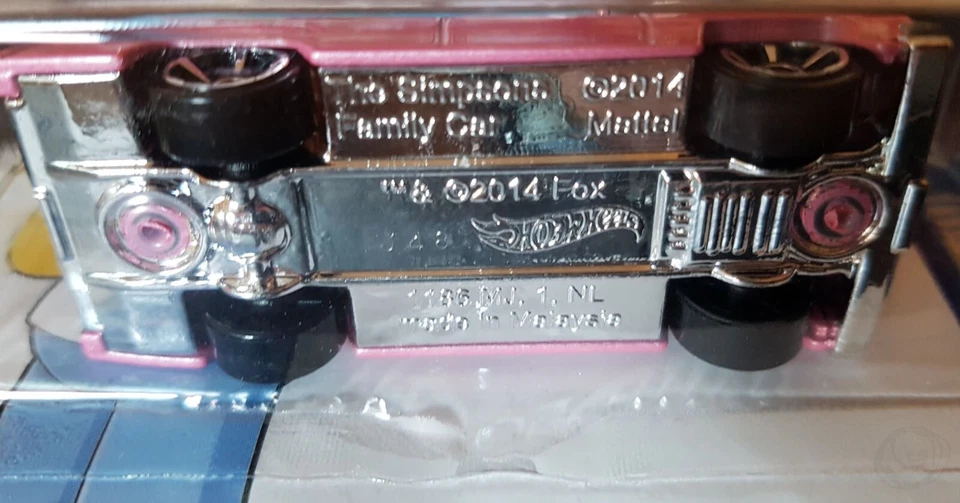 The Simpsons ©2014
Family Car Mattel
™& ©2014 Fox
HOT WHEELS
1186 MJ, 1, NL
made in Malaysia